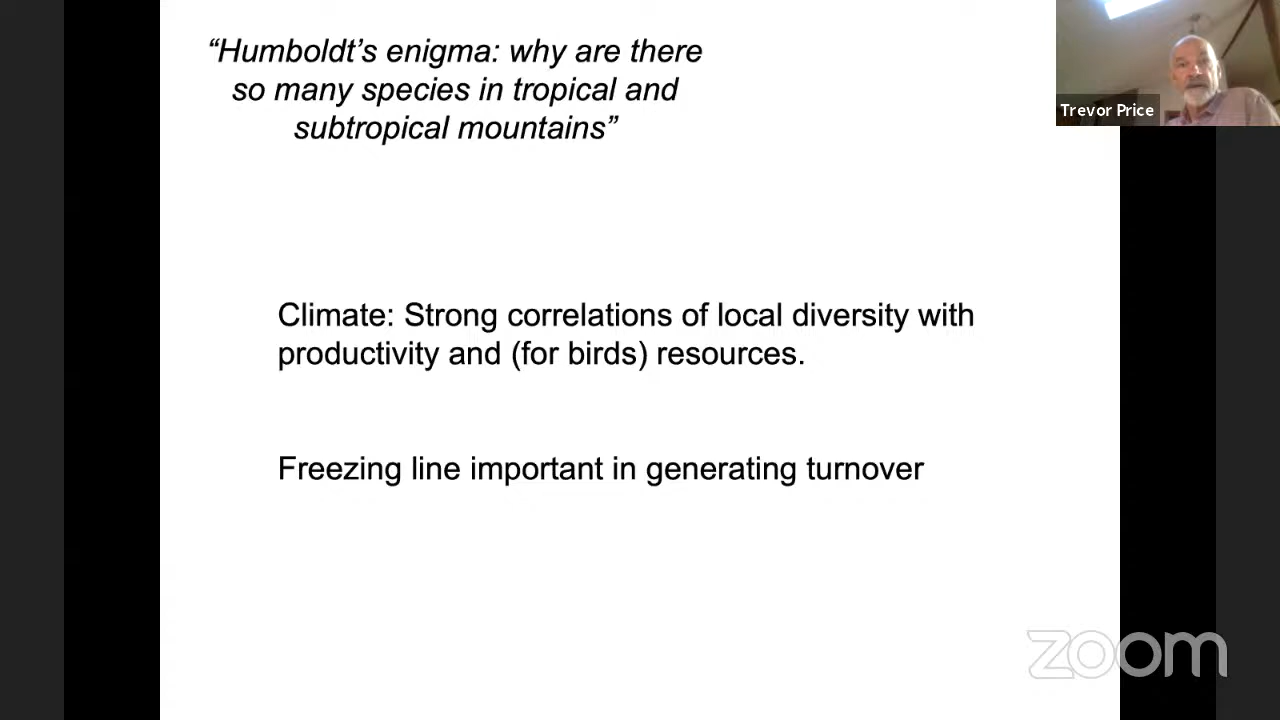 “Humboldt’s enigma: why are there
so many species in tropical and
subtropical mountains”
Trevor Price
Climate: Strong correlations of local diversity with
productivity and (for birds) resources.
Freezing line important in generating turnover
zoom